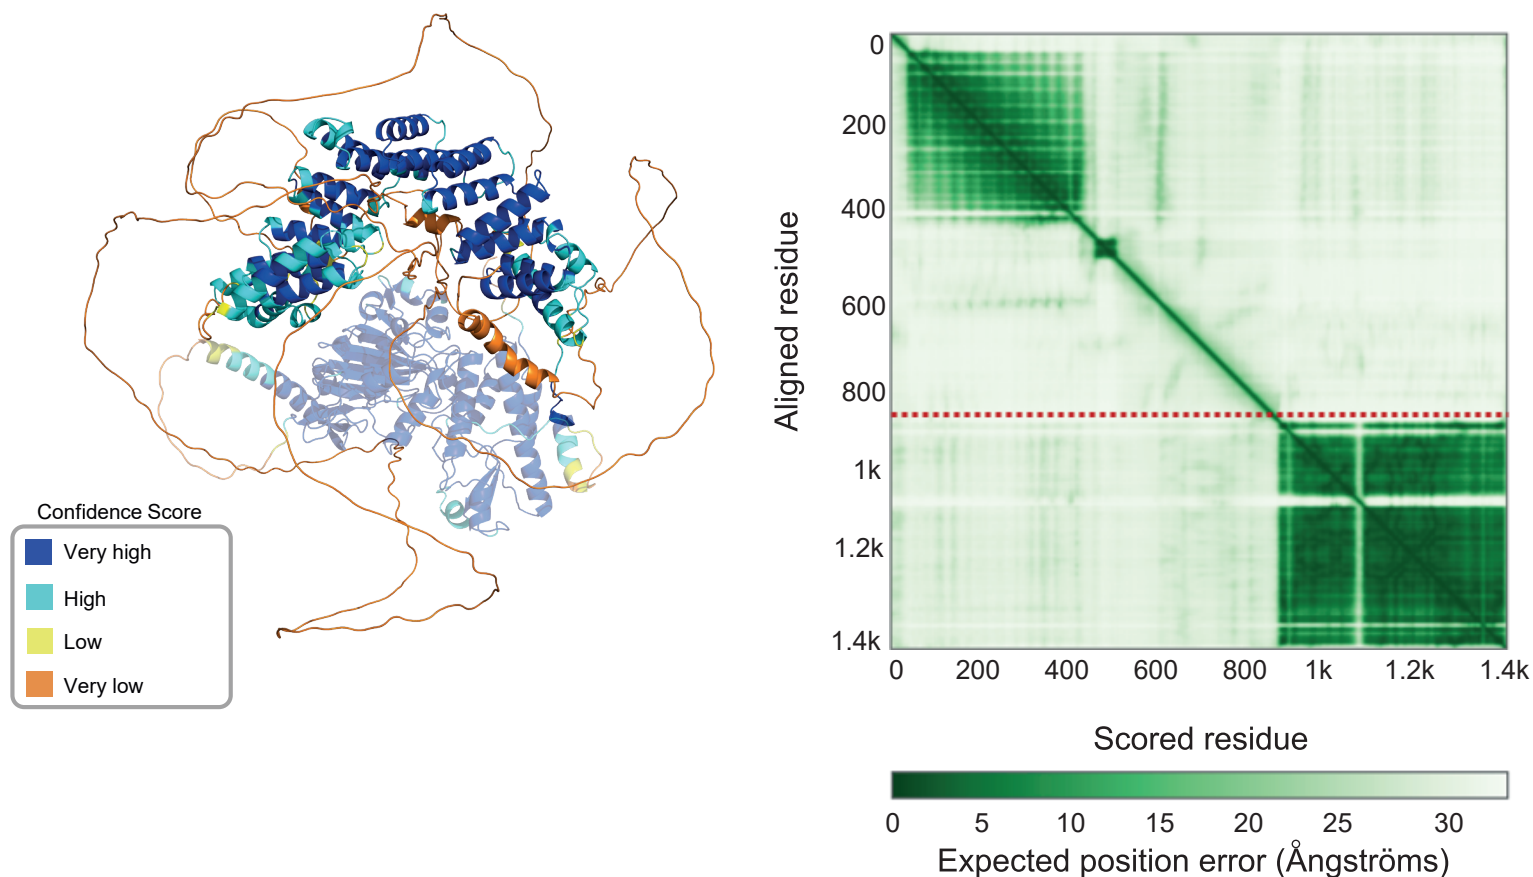 Confidence Score
Very high
High
Low
Very low
Aligned residue
0
200
400
600
800
1k
1.2k
1.4k
0 200 400 600 800 1k 1.2k 1.4k
Scored residue
0 5 10 15 20 25 30
Expected position error (Ångströms)